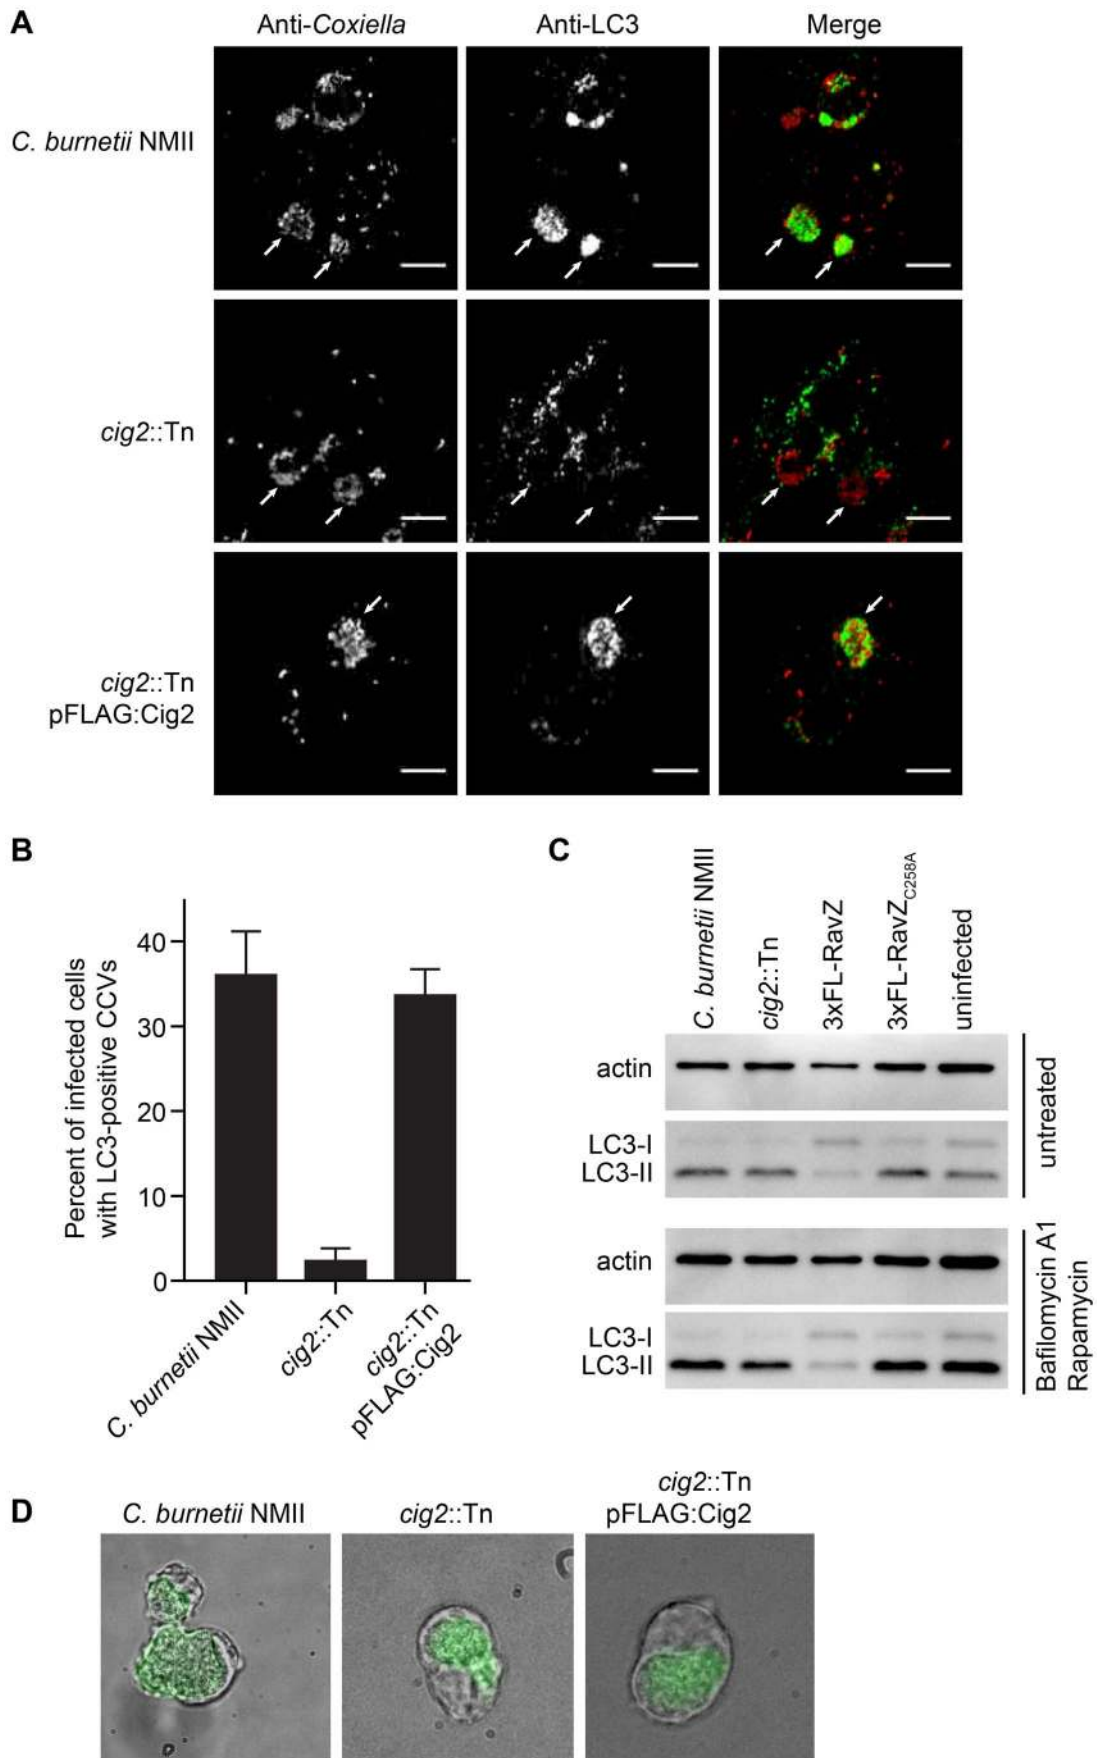 A
Anti-Coxiella
Anti-LC3
Merge
C. burnetii NMII
cig2::Tn
cig2::Tn
pFLAG:Cig2
B
Percent of infected cells
with LC3-positive CCVs
40
30
20
10
0
C. burnetii NMII
cig2::Tn
cig2::Tn
pFLAG:Cig2
C
C. burnetii NMII
cig2::Tn
3xFL-RavZ
3xFL-RavZC258A
uninfected
actin
LC3-I
LC3-II
untreated
actin
LC3-I
LC3-II
Bafilomycin A1
Rapamycin
D
C. burnetii NMII
cig2::Tn
cig2::Tn
pFLAG:Cig2